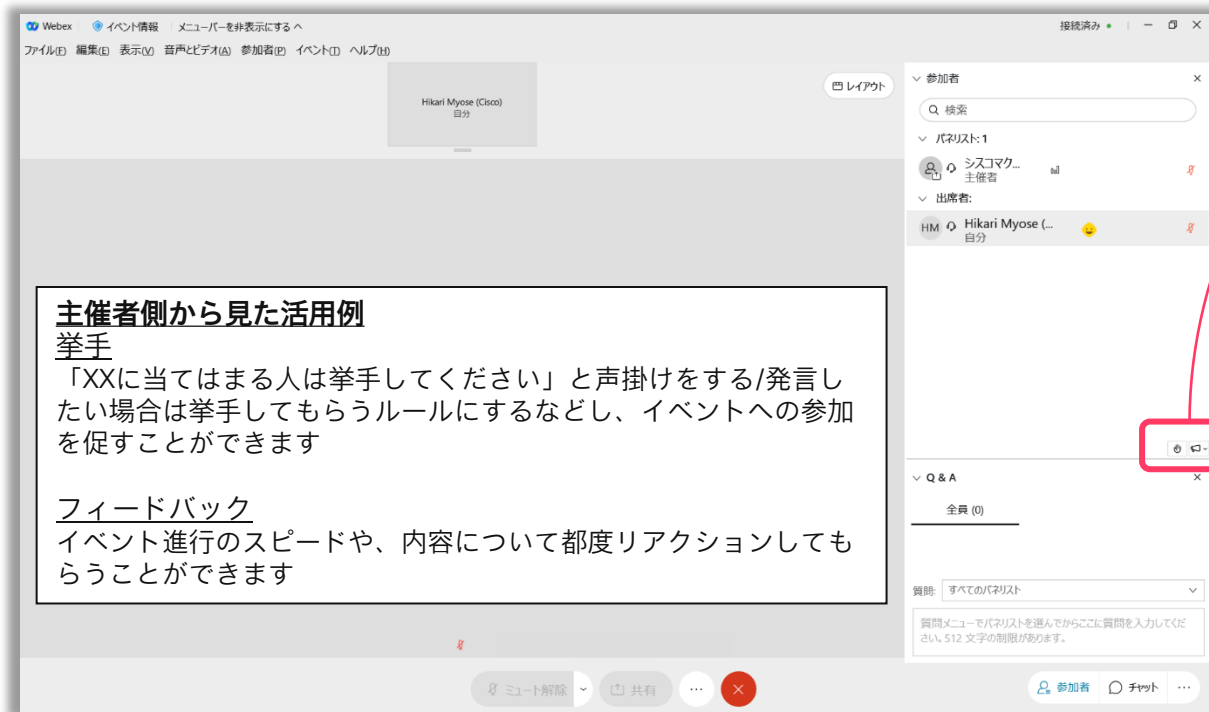 Webex イベント情報 メニューバーを非表示にする へ 接続済み
ファイル(F) 編集(E) 表示(V) 音声とビデオ(A) 参加者(P) イベント(T) ヘルプ(H)
Hikari Myose (Cisco)
自分
レイアウト
参加者
検索
パネリスト: 1
シスコマク...
主催者
出席者:
HM Hikari Myose (...
自分
主催者側から見た活用例
挙手
「XXに当てはまる人は挙手してください」と声掛けをする/発言し
たい場合は挙手してもらうルールにするなどし、イベントへの参加
を促すことができます
フィードバック
イベント進行のスピードや、内容について都度リアクションしても
らうことができます
Q & A
全員 (0)
質問: すべてのパネリスト
質問メニューでパネリストを選んでからここに質問を入力してくだ
さい。512 文字の制限があります。
ミュート解除 共有
参加者 チャット